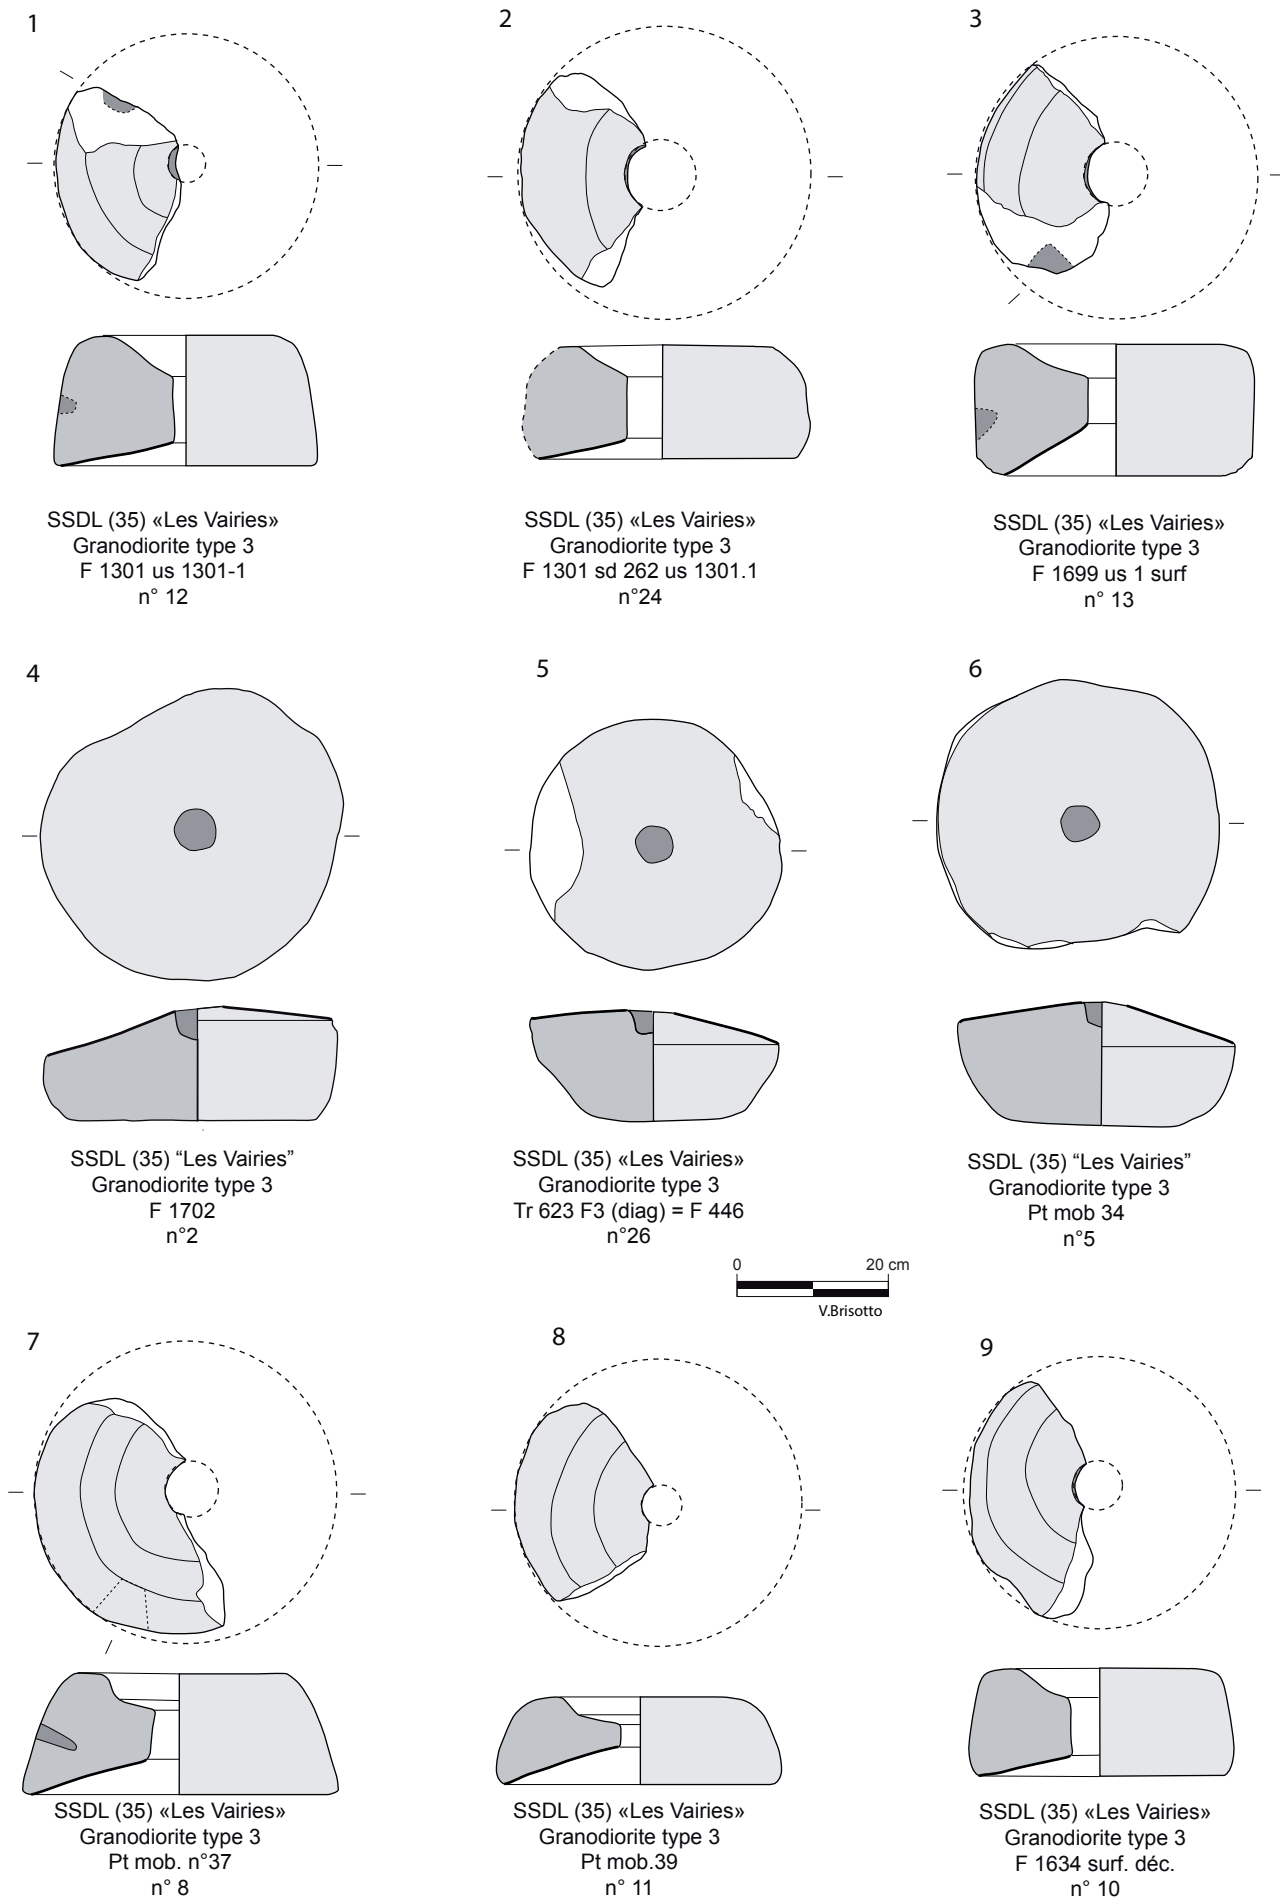 1
SSDL (35) «Les Vairies»
Granodiorite type 3
F 1301 us 1301-1
n° 12
2
SSDL (35) «Les Vairies»
Granodiorite type 3
F 1301 sd 262 us 1301.1
n°24
3
SSDL (35) «Les Vairies»
Granodiorite type 3
F 1699 us 1 surf
n° 13
4
SSDL (35) “Les Vairies”
Granodiorite type 3
F 1702
n°2
5
SSDL (35) «Les Vairies»
Granodiorite type 3
Tr 623 F3 (diag) = F 446
n°26
6
SSDL (35) “Les Vairies”
Granodiorite type 3
Pt mob 34
n°5
0 20 cm
V.Brisotto
7
SSDL (35) «Les Vairies»
Granodiorite type 3
Pt mob. n°37
n° 8
8
SSDL (35) «Les Vairies»
Granodiorite type 3
Pt mob.39
n° 11
9
SSDL (35) «Les Vairies»
Granodiorite type 3
F 1634 surf. déc.
n° 10